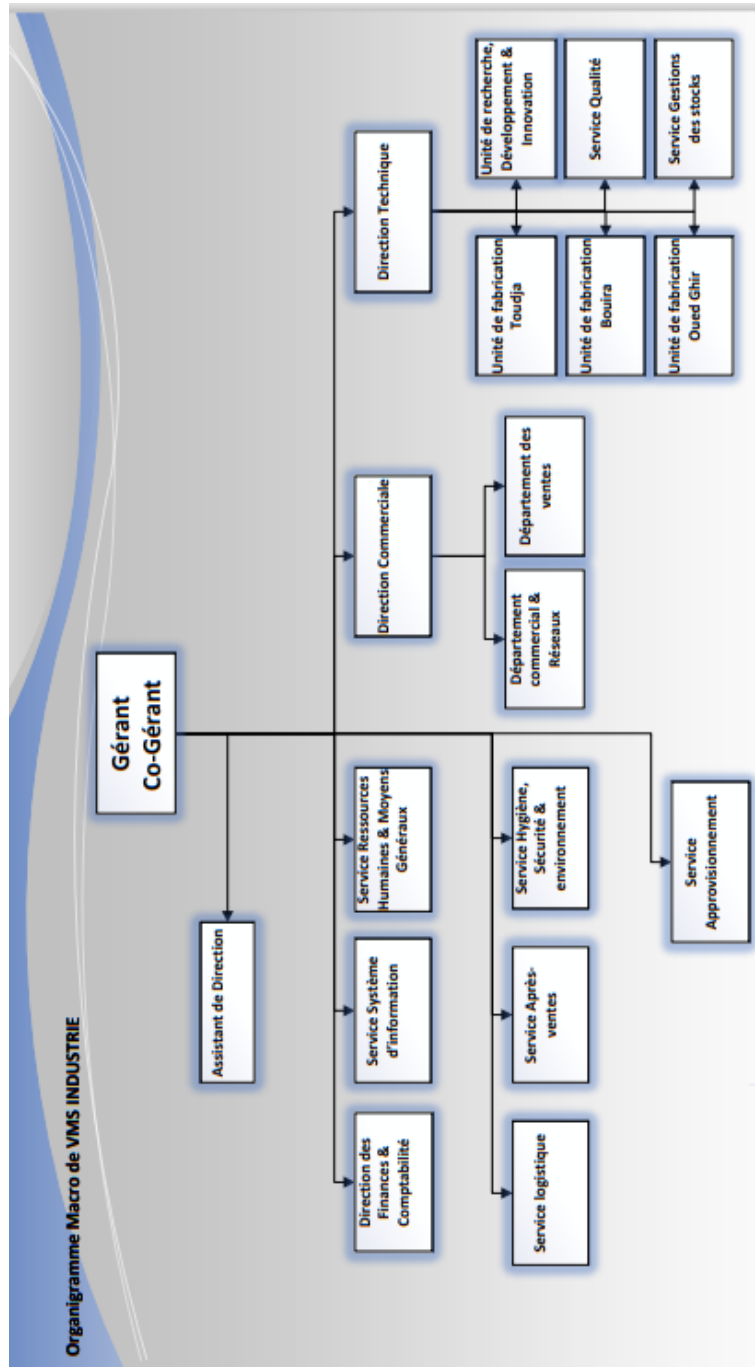 Organigramme Macro de VMS INDUSTRIE
Gérant
Co-Gérant
Assistant de Direction
Direction des
Finances &
Comptabilité
Service Système
d'information
Service Ressources
Humaines & Moyens
Généraux
Direction Commerciale
Direction Technique
Service logistique
Service Après-
ventes
Service Hygiène,
Sécurité &
environnement
Service
Approvisionnement
Département
commercial &
Réseaux
Département des
ventes
Unité de fabrication
Toudja
Unité de recherche,
Développement &
Innovation
Unité de fabrication
Bouira
Service Qualité
Unité de fabrication
Oued Ghir
Service Gestions
des stocks